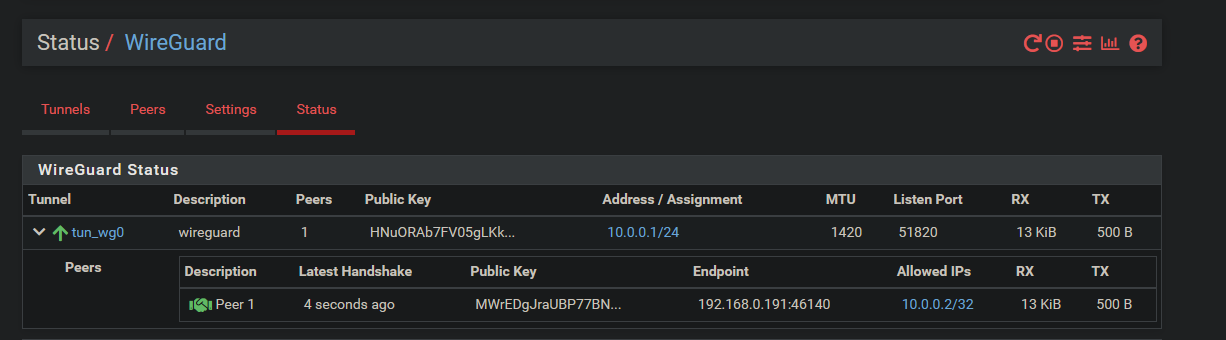 Status / WireGuard
Tunnels Peers Settings Status
WireGuard Status
Tunnel Description Peers Public Key Address / Assignment MTU Listen Port RX TX
tun_wg0 wireguard 1 HNuORAb7FV05gLKk... 10.0.0.1/24 1420 51820 13 KiB 500 B
Peers
Description Latest Handshake Public Key Endpoint Allowed IPs RX TX
Peer 1 4 seconds ago MWrEDgJraUBP77BN... 192.168.0.191:46140 10.0.0.2/32 13 KiB 500 B